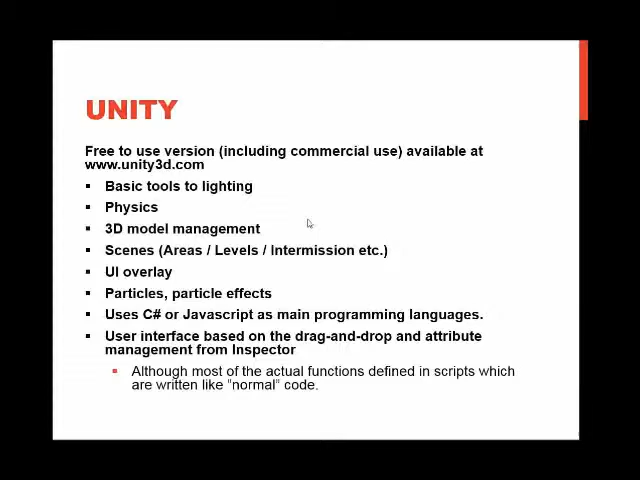 UNITY
Free to use version (including commercial use) available at
www.unity3d.com
▪ Basic tools to lighting
▪ Physics
▪ 3D model management
▪ Scenes (Areas / Levels / Intermission etc.)
▪ UI overlay
▪ Particles, particle effects
▪ Uses C# or Javascript as main programming languages.
▪ User interface based on the drag-and-drop and attribute
management from Inspector
▪ Although most of the actual functions defined in scripts which
are written like "normal" code.